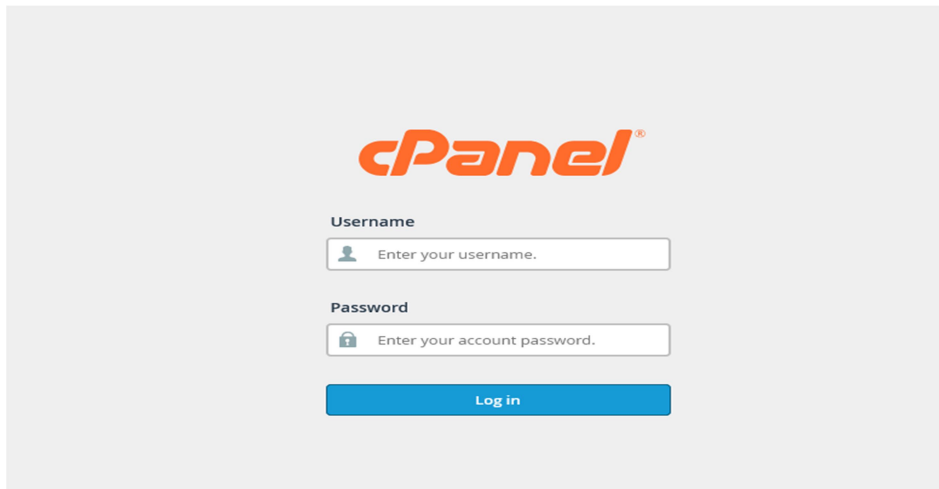 cPanel®
Username
Enter your username.
Password
Enter your account password.
Log in